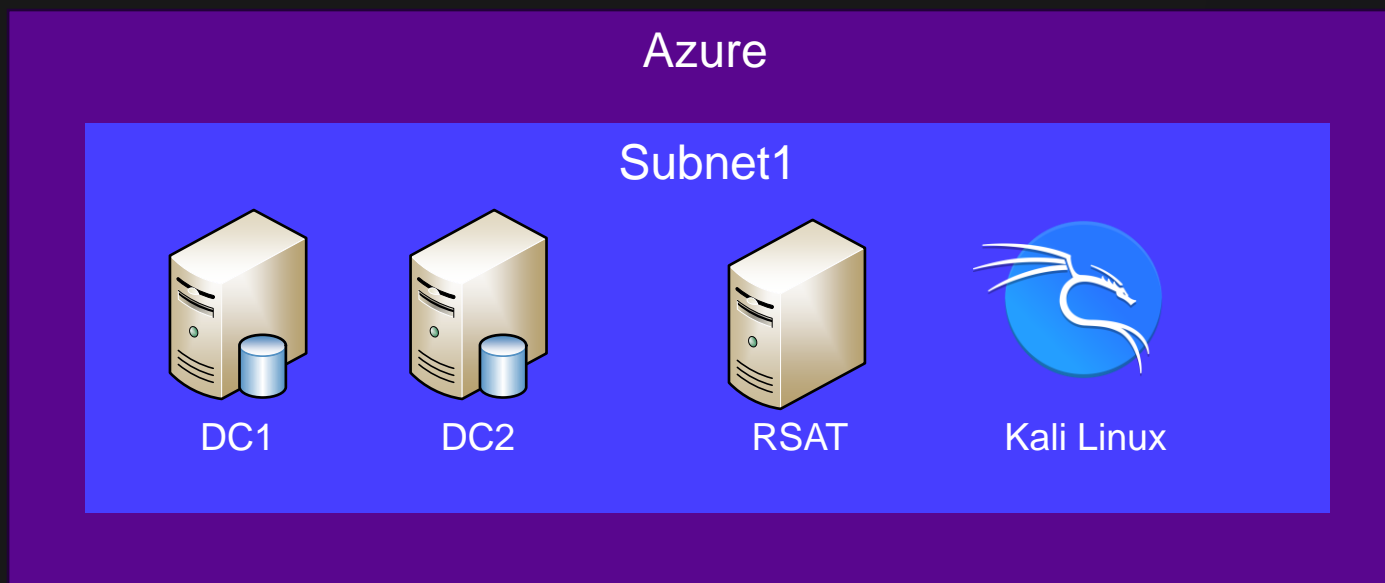 Azure
Subnet1
DC1
DC2
RSAT
Kali Linux